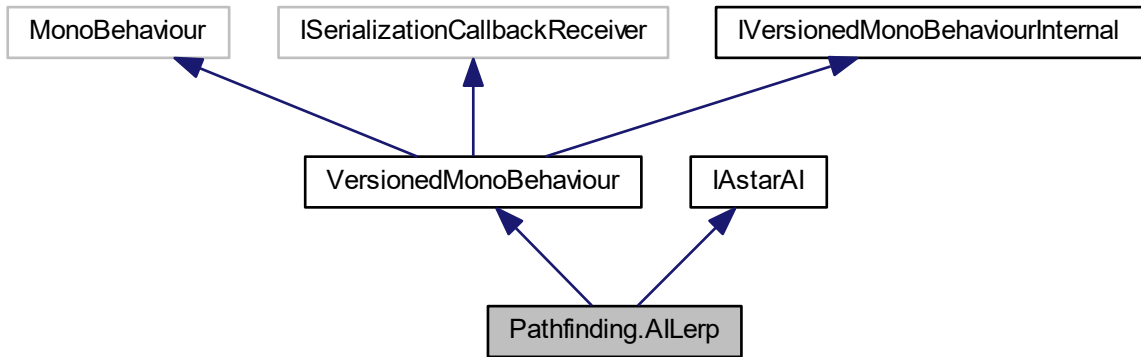 MonoBehaviour
ISerializationCallbackReceiver
IVersionedMonoBehaviourInternal
VersionedMonoBehaviour
IAstarAI
Pathfinding.AILerp